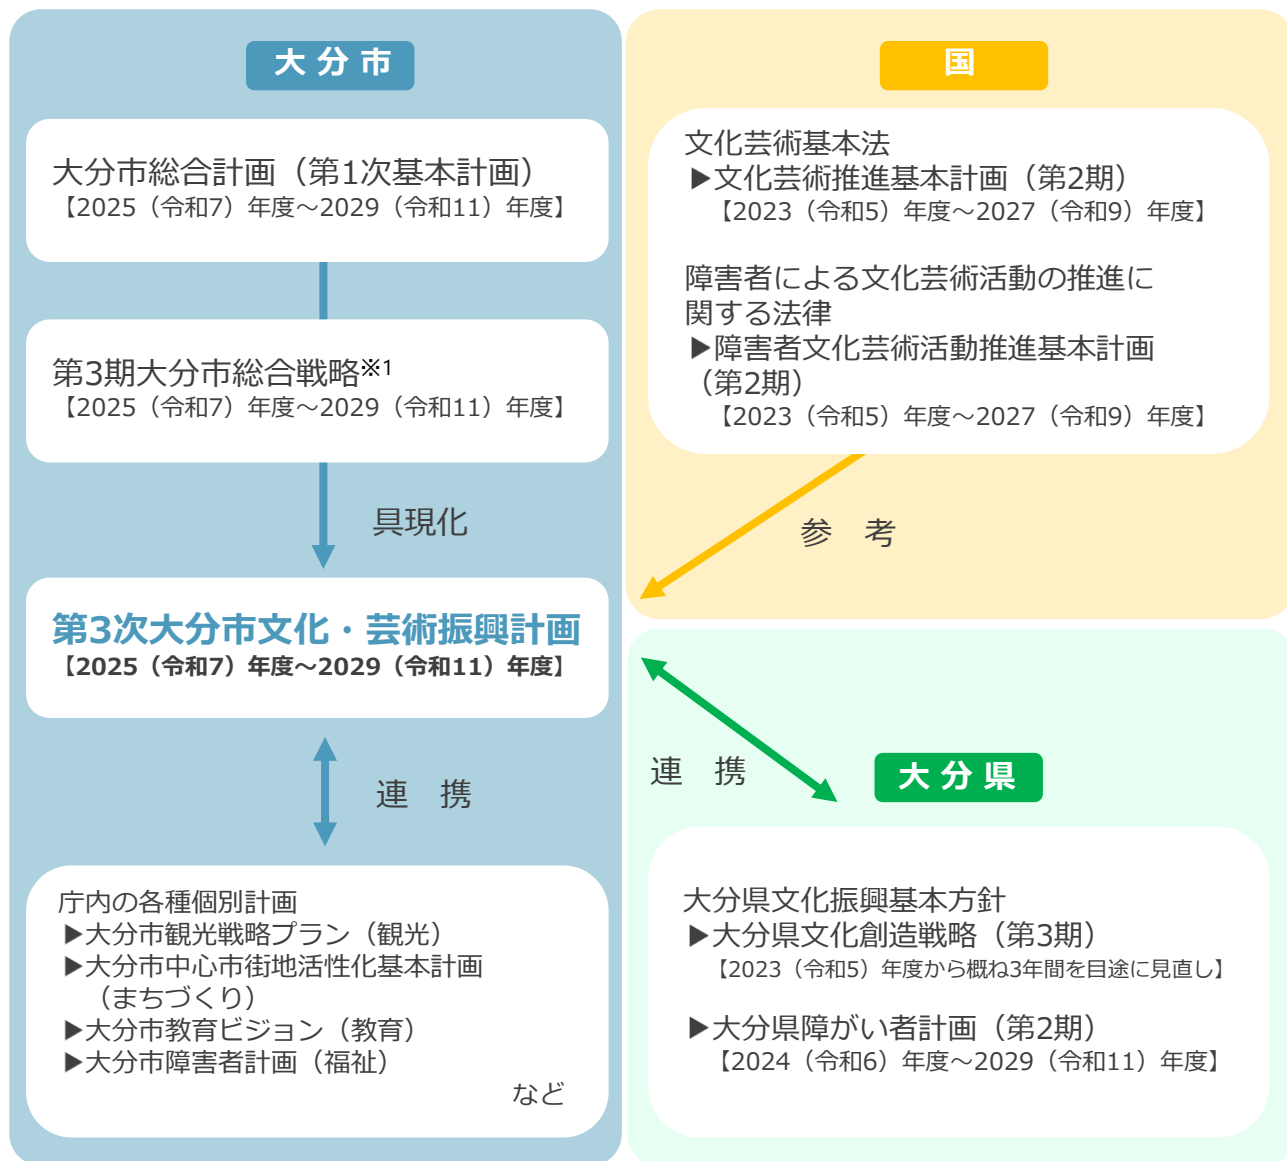 大分市
大分市総合計画（第1次基本計画）
【2025（令和7）年度～2029（令和11）年度】
第3期大分市総合戦略※1
【2025（令和7）年度～2029（令和11）年度】
具現化
第3次大分市文化・芸術振興計画
【2025（令和7）年度～2029（令和11）年度】
連　携
庁内の各種個別計画
▶大分市観光戦略プラン（観光）
▶大分市中心市街地活性化基本計画
（まちづくり）
▶大分市教育ビジョン（教育）
▶大分市障害者計画（福祉）
など
国
文化芸術基本法
▶文化芸術推進基本計画（第2期）
【2023（令和5）年度～2027（令和9）年度】
障害者による文化芸術活動の推進に
関する法律
▶障害者文化芸術活動推進基本計画
（第2期）
【2023（令和5）年度～2027（令和9）年度】
参　考
連　携
大分県
大分県文化振興基本方針
▶大分県文化創造戦略（第3期）
【2023（令和5）年度から概ね3年間を目途に見直し】
▶大分県障がい者計画（第2期）
【2024（令和6）年度～2029（令和11）年度】